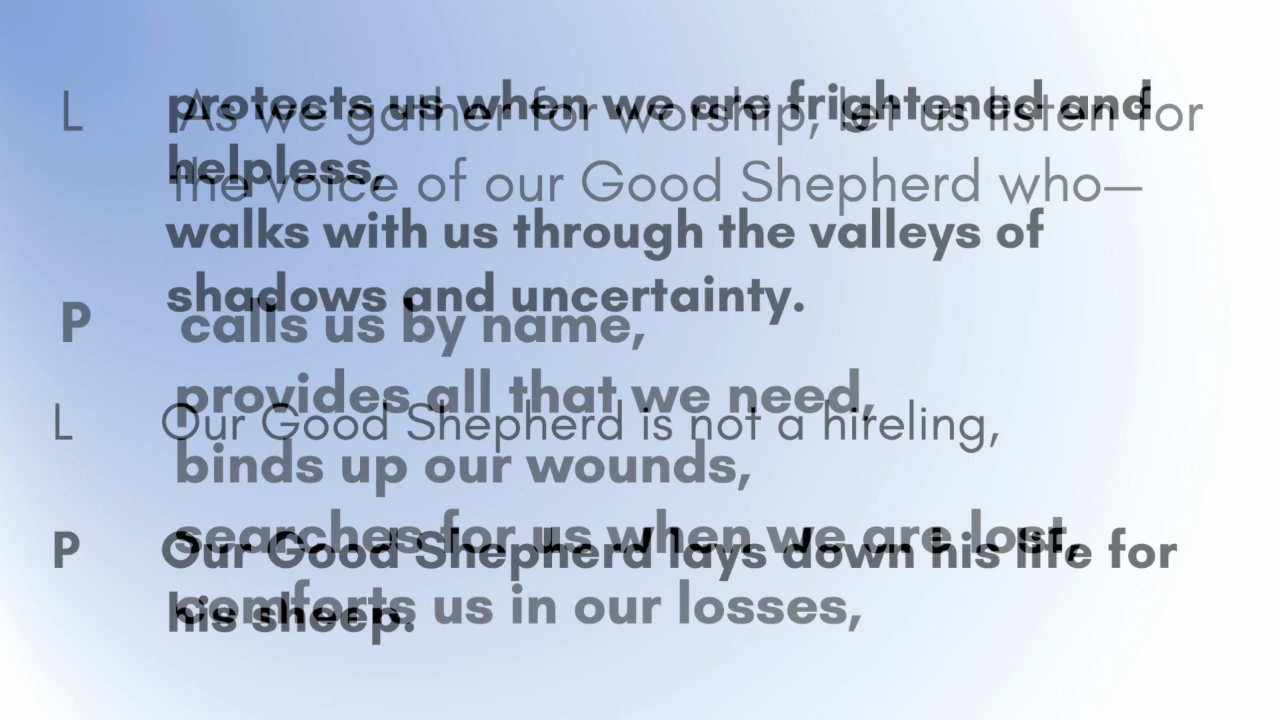 L As we gather for worship, let us listen for
the voice of our Good Shepherd who—
P calls us by name,
provides all that we need,
binds up our wounds,
searches for us when we are lost,
comforts us in our losses,
protects us when we are frightened and
helpless,
walks with us through the valleys of
shadows and uncertainty.
L Our Good Shepherd is not a hireling,
P Our Good Shepherd lays down his life for
his sheep.